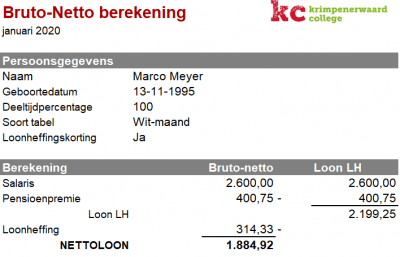 Bruto-Netto berekening
januari 2020
kc krimpenerwaard
college
Persoonsgegevens
Naam Marco Meyer
Geboortedatum 13-11-1995
Deeltijdpercentage 100
Soort tabel Wit-maand
Loonheffingskorting Ja
Berekening Bruto-netto Loon LH
Salaris 2.600,00 2.600,00
Pensioenpremie 400,75 - 400,75
Loon LH 2.199,25
Loonheffing 314,33 -
NETTOLOON 1.884,92